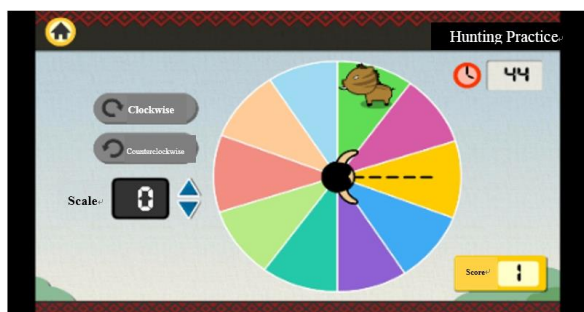 Hunting Practice
44
Clockwise
Counterclockwise
Scale
0
Score
1